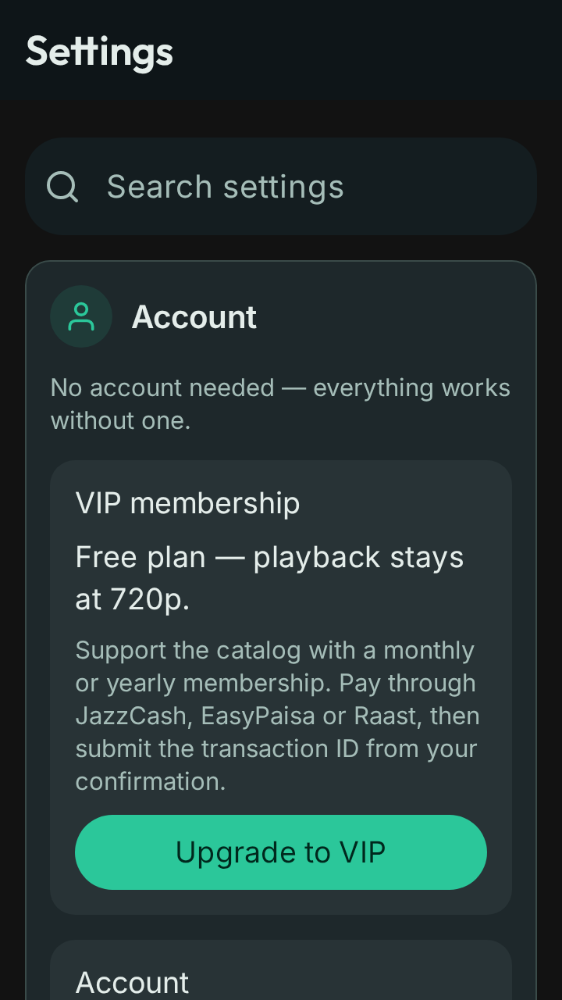 Settings
Search settings
Account
No account needed — everything works
without one.
VIP membership
Free plan — playback stays
at 720p.
Support the catalog with a monthly
or yearly membership. Pay through
JazzCash, EasyPaisa or Raast, then
submit the transaction ID from your
confirmation.
Upgrade to VIP
Account